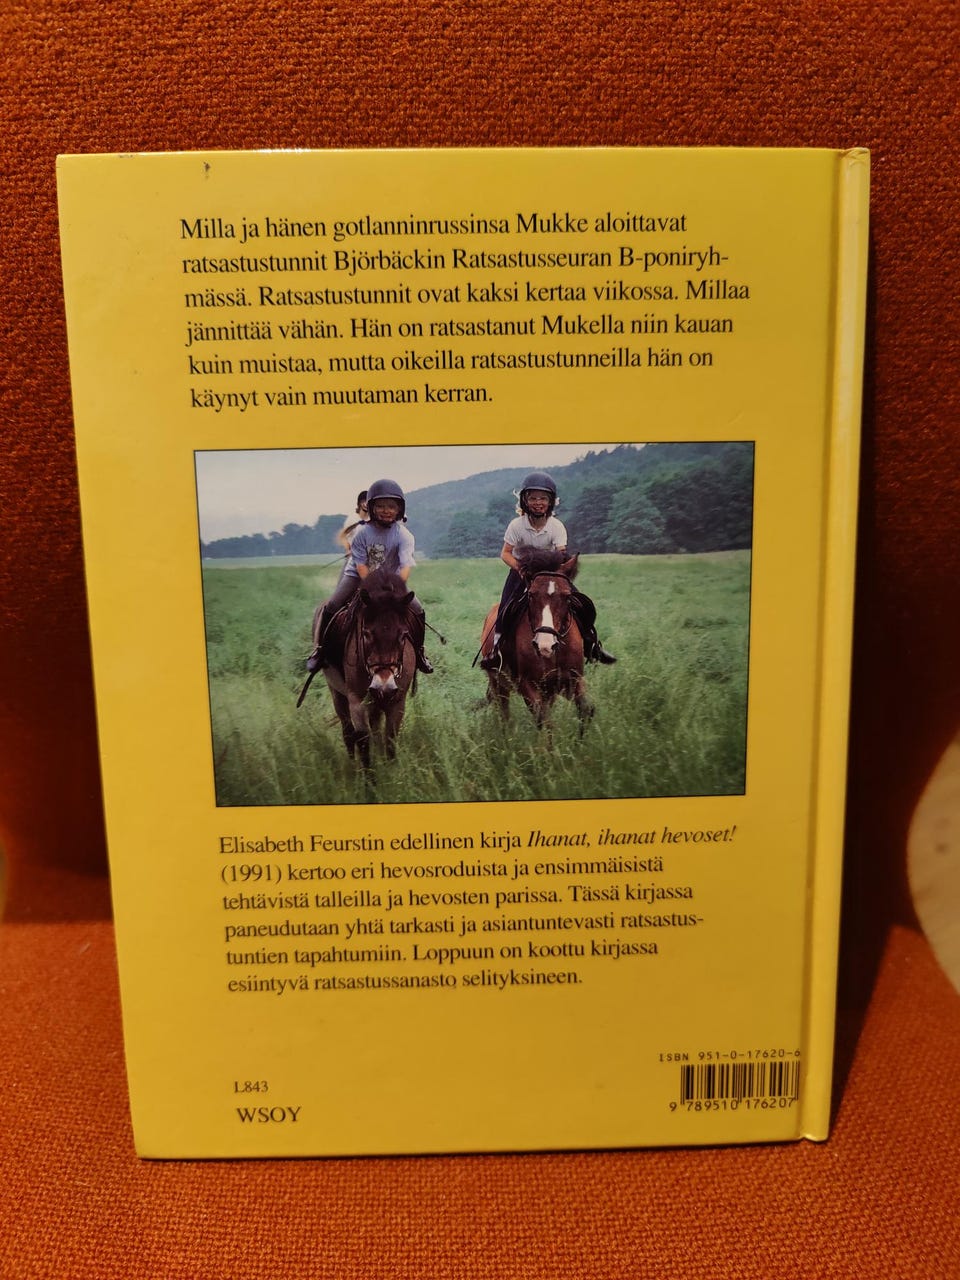 Milla ja hänen gotlanninrussinsa Mukke aloittavat
ratsastustunnit Björbäckin Ratsastusseuran B-poniryh-
mässä. Ratsastustunnit ovat kaksi kertaa viikossa. Millaa
jännittää vähän. Hän on ratsastanut Mukella niin kauan
kuin muistaa, mutta oikeilla ratsastustunneilla hän on
käynyt vain muutaman kerran.
Elisabeth Feurstin edellinen kirja Ihanat, ihanat hevoset!
(1991) kertoo eri hevosroduista ja ensimmäisistä
tehtävistä talleilla ja hevosten parissa. Tässä kirjassa
paneudutaan yhtä tarkasti ja asiantuntevasti ratsastus-
tuntien tapahtumiin. Loppuun on koottu kirjassa
esiintyvä ratsastussanasto selityksineen.
ISBN 951-0-17620-6
9 789510 176207
L843
WSOY